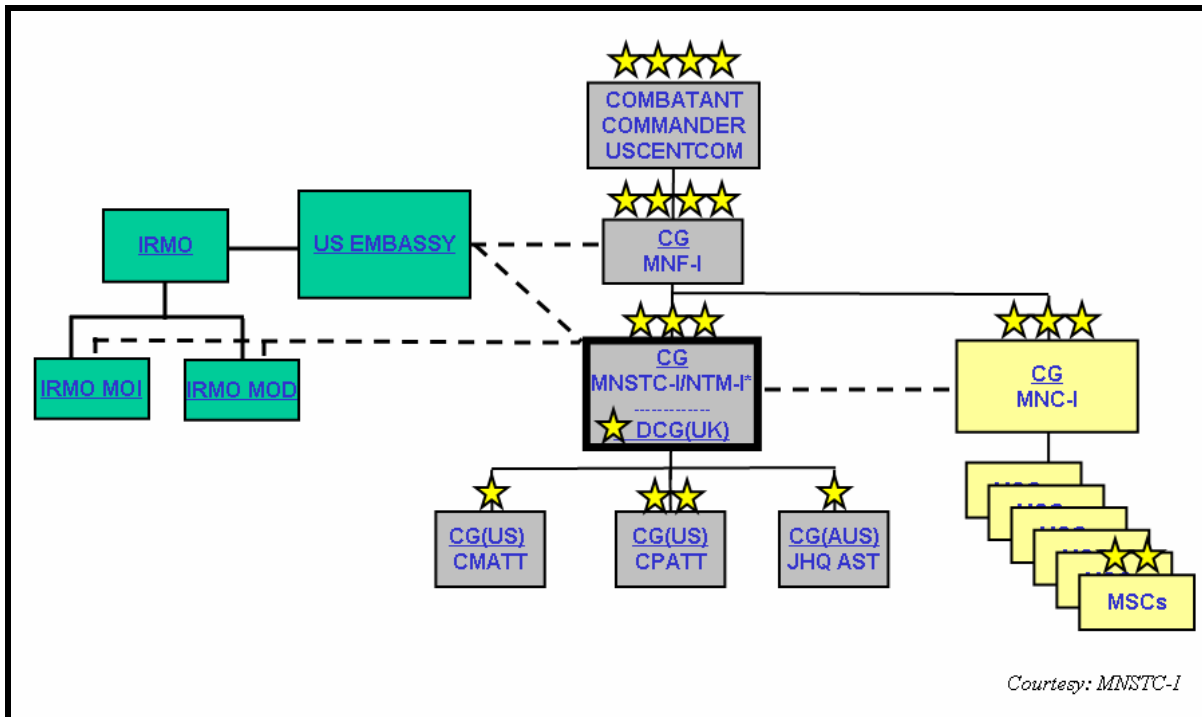 COMBATANT
COMMANDER
USCENTCOM
IRMO
US EMBASSY
CG
MNF-I
IRMO MOI
IRMO MOD
CG
MNSTC-I/NTM-I*
-------------
DCG(UK)
CG
MNC-I
CG(US)
CMATT
CG(US)
CPATT
CG(AUS)
JHQ AST
MSCs
Courtesy: MNSTC-I